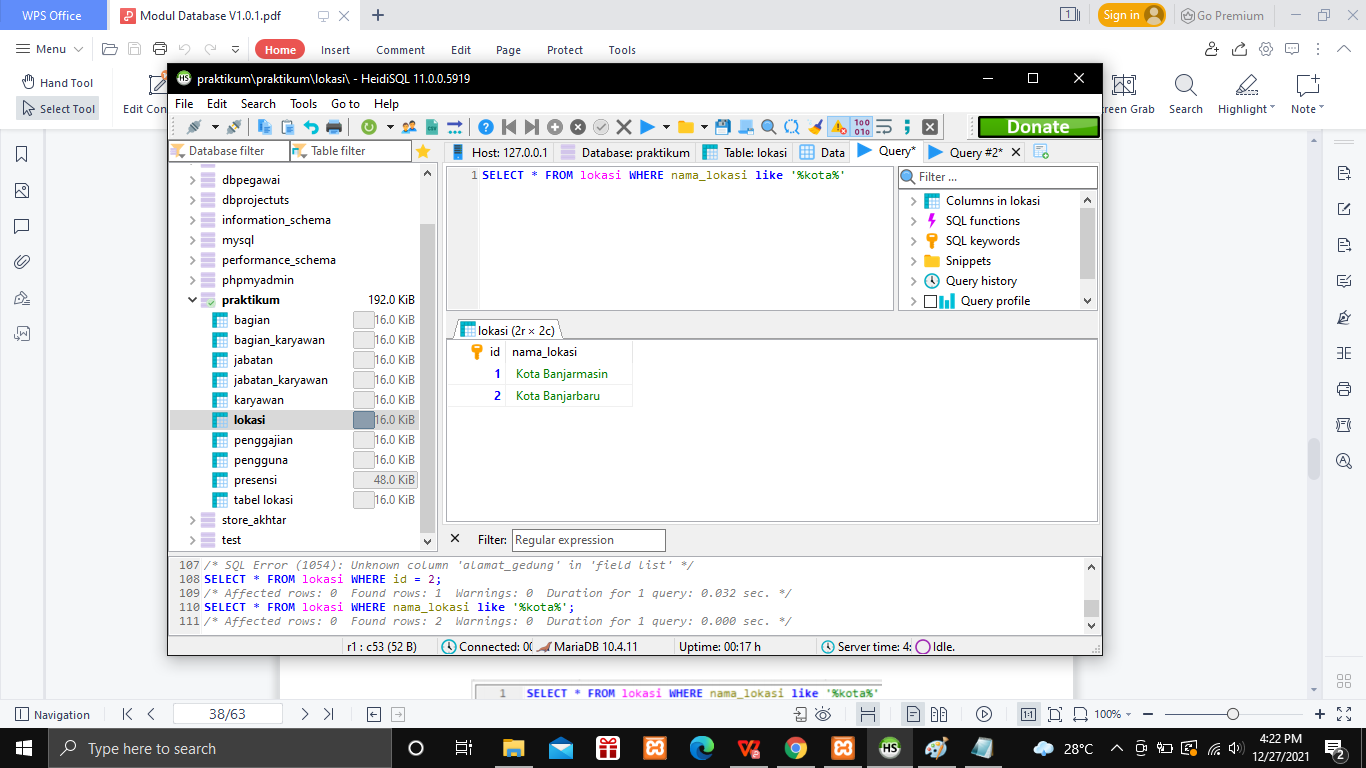 WPS Office
Modul Database V1.0.1.pdf
1
Sign in
Go Premium
Menu
Home Insert Comment Edit Page Protect Tools
Hand Tool
Select Tool
Edit Con
reen Grab
Search
Highlight
Note
HS praktikum\praktikum\lokasi\ - HeidiSQL 11.0.0.5919
File Edit Search Tools Go to Help
Donate
Database filter
Table filter
Host: 127.0.0.1
Database: praktikum
Table: lokasi
Data
Query*
Query #2*
dbpegawai
dbprojectuts
information_schema
mysql
performance_schema
phpmyadmin
praktikum 192.0 KiB
bagian 16.0 KiB
bagian_karyawan 16.0 KiB
jabatan 16.0 KiB
jabatan_karyawan 16.0 KiB
karyawan 16.0 KiB
lokasi 16.0 KiB
penggajian 16.0 KiB
pengguna 16.0 KiB
presensi 48.0 KiB
tabel lokasi 16.0 KiB
store_akhtar
test
1 SELECT * FROM lokasi WHERE nama_lokasi like '%kota%'
Filter ...
Columns in lokasi
SQL functions
SQL keywords
Snippets
Query history
Query profile
lokasi (2r × 2c)
id nama_lokasi
1 Kota Banjarmasin
2 Kota Banjarbaru
Filter: Regular expression
107 /* SQL Error (1054): Unknown column 'alamat_gedung' in 'field list' */
108 SELECT * FROM lokasi WHERE id = 2;
109 /* Affected rows: 0 Found rows: 1 Warnings: 0 Duration for 1 query: 0.032 sec. */
110 SELECT * FROM lokasi WHERE nama_lokasi like '%kota%';
111 /* Affected rows: 0 Found rows: 2 Warnings: 0 Duration for 1 query: 0.000 sec. */
r1 : c53 (52 B)
Connected: 00
MariaDB 10.4.11
Uptime: 00:17 h
Server time: 4:
Idle.
1 SELECT * FROM lokasi WHERE nama_lokasi like '%kota%'
Navigation
38/63
1:1
100%
Type here to search
HS
28°C
4:22 PM
12/27/2021
2